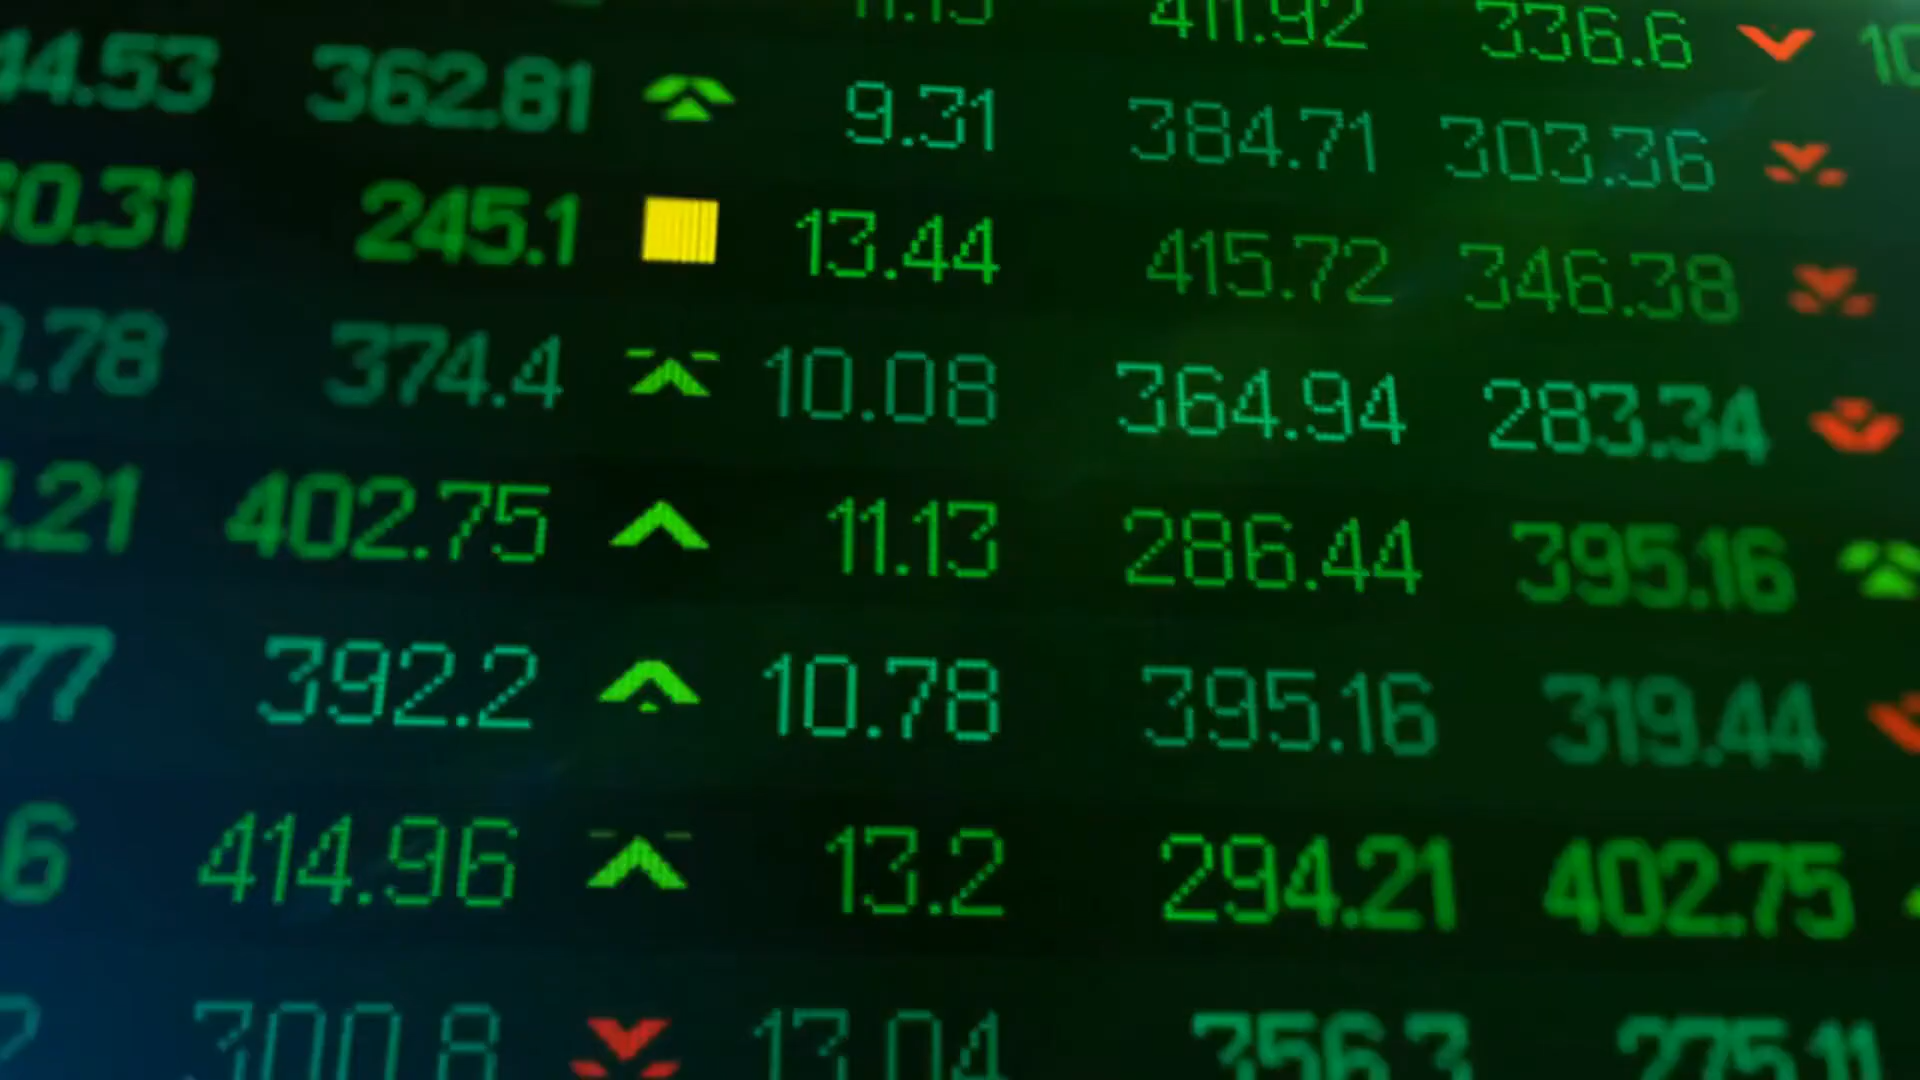 411.92 336.6
44.53 362.81 9.31 384.71 303.36
60.31 245.1 13.44 415.72 346.38
.78 374.4 10.08 364.94 283.34
.21 402.75 11.13 286.44 395.16
77 392.2 10.78 395.16 319.44
6 414.96 13.2 294.21 402.75
300.8 13.04 356.3 275.11